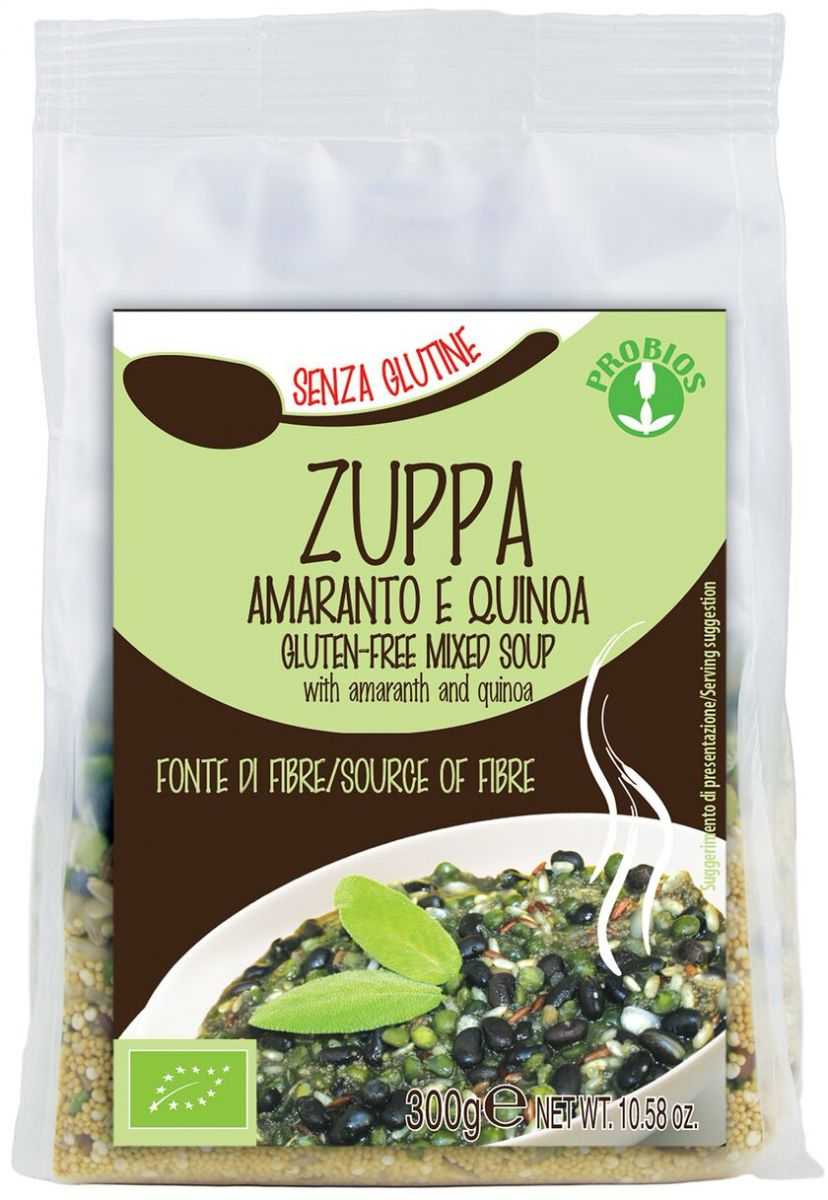 SENZA GLUTINE
PROBIOS
ZUPPA
AMARANTO E QUINOA
GLUTEN-FREE MIXED SOUP
with amaranth and quinoa
FONTE DI FIBRE/SOURCE OF FIBRE
Suggerimento di presentazione/Serving suggestion
300g e NET WT. 10.58 oz.